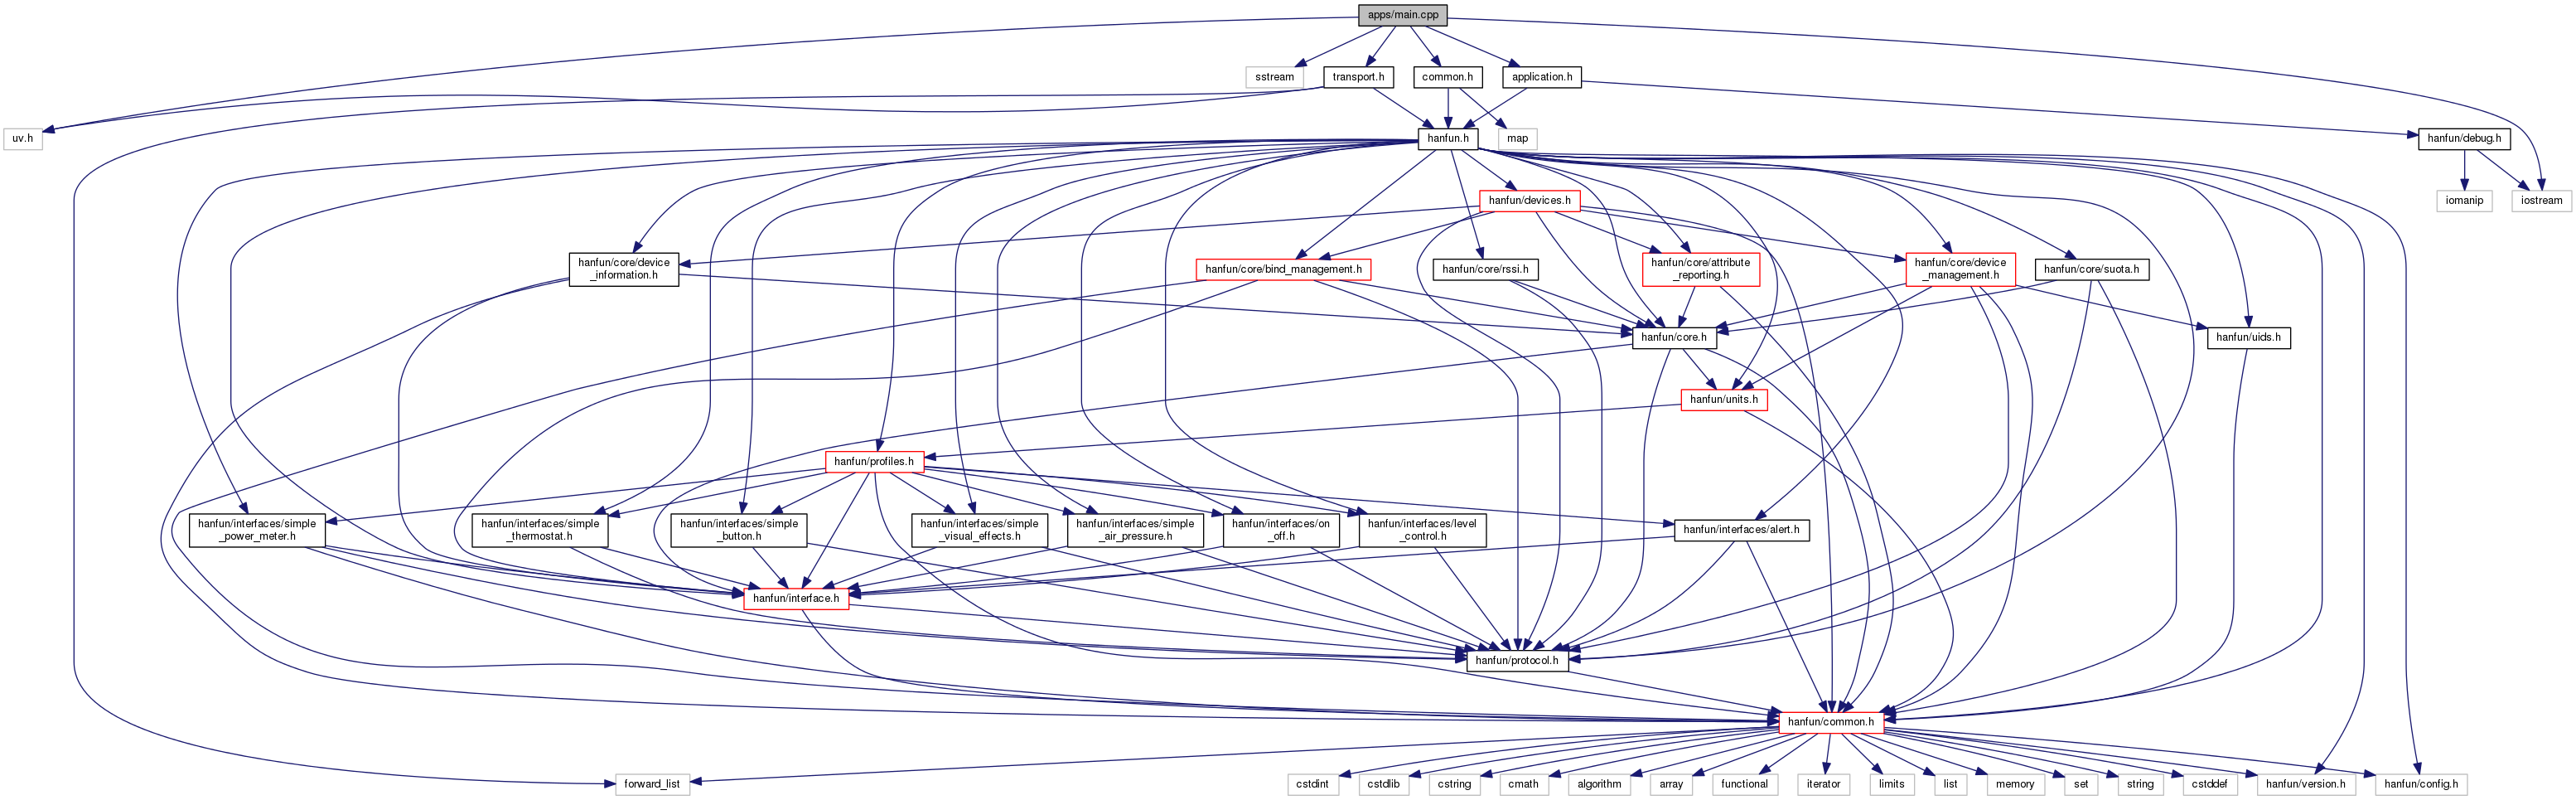 apps/main.cpp
sstream
transport.h
common.h
application.h
uv.h
hanfun.h
map
hanfun/debug.h
hanfun/devices.h
iomanip
iostream
hanfun/core/device
_information.h
hanfun/core/bind_management.h
hanfun/core/rssi.h
hanfun/core/attribute
_reporting.h
hanfun/core/device
_management.h
hanfun/core/suota.h
hanfun/core.h
hanfun/uids.h
hanfun/units.h
hanfun/profiles.h
hanfun/interfaces/simple
_power_meter.h
hanfun/interfaces/simple
_thermostat.h
hanfun/interfaces/simple
_button.h
hanfun/interfaces/simple
_visual_effects.h
hanfun/interfaces/simple
_air_pressure.h
hanfun/interfaces/on
_off.h
hanfun/interfaces/level
_control.h
hanfun/interfaces/alert.h
hanfun/interface.h
hanfun/protocol.h
hanfun/common.h
forward_list
cstdint
cstdlib
cstring
cmath
algorithm
array
functional
iterator
limits
list
memory
set
string
cstddef
hanfun/version.h
hanfun/config.h